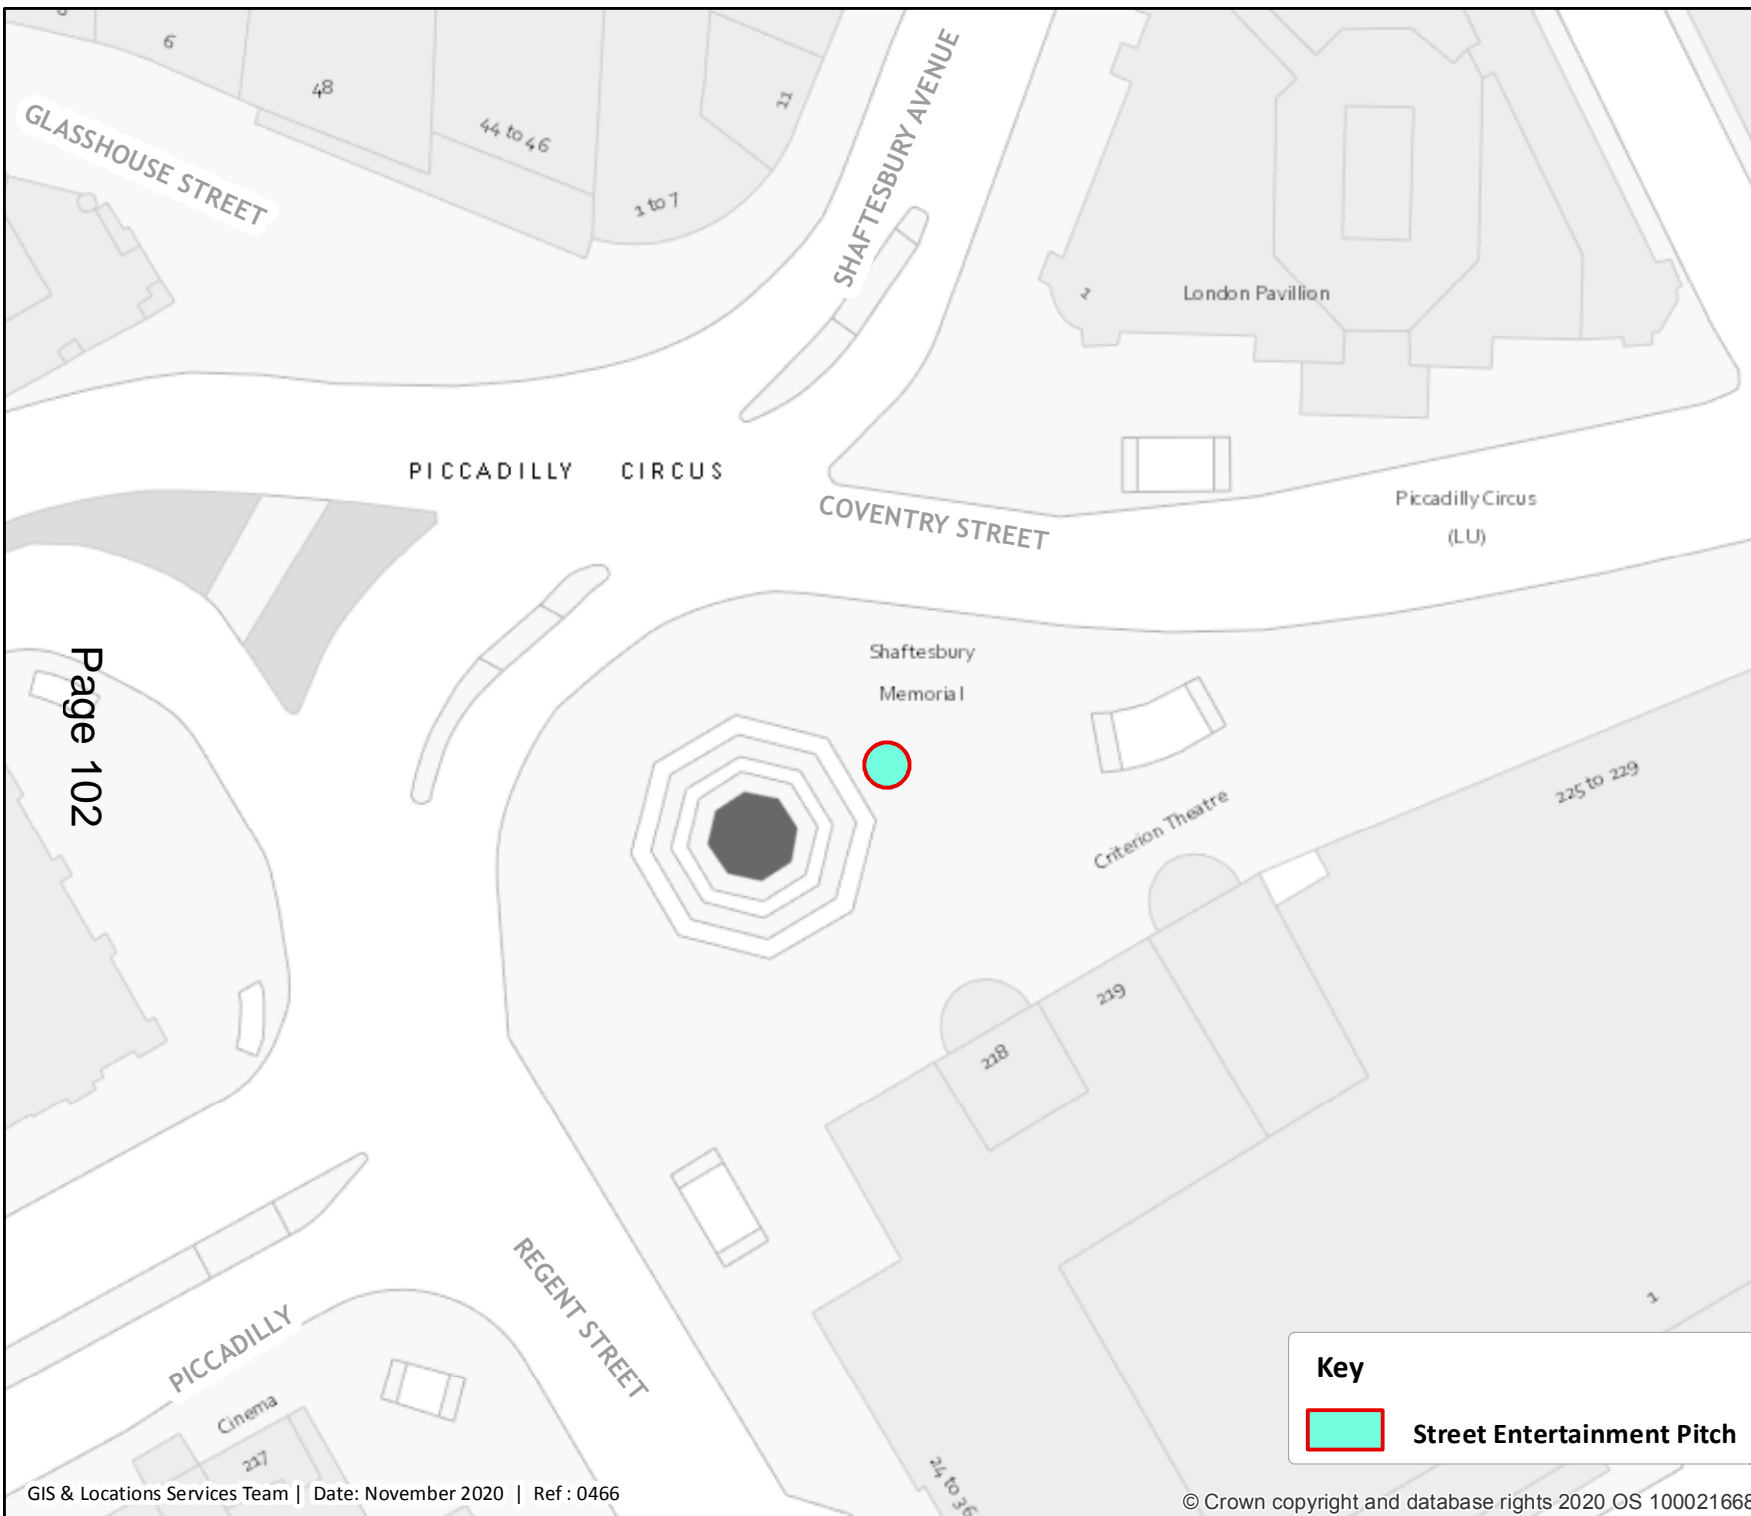 6
48
44 to 46
11
1 to 7
GLASSHOUSE STREET
SHAFTESBURY AVENUE
1
London Pavillion
PICCADILLY CIRCUS
COVENTRY STREET
Piccadilly Circus
(LU)
Page 102
Shaftesbury
Memorial
Criterion Theatre
225 to 229
219
218
REGENT STREET
PICCADILLY
Cinema
217
24 to 36
1
Key
Street Entertainment Pitch
GIS & Locations Services Team | Date: November 2020 | Ref : 0466
© Crown copyright and database rights 2020 OS 100021668